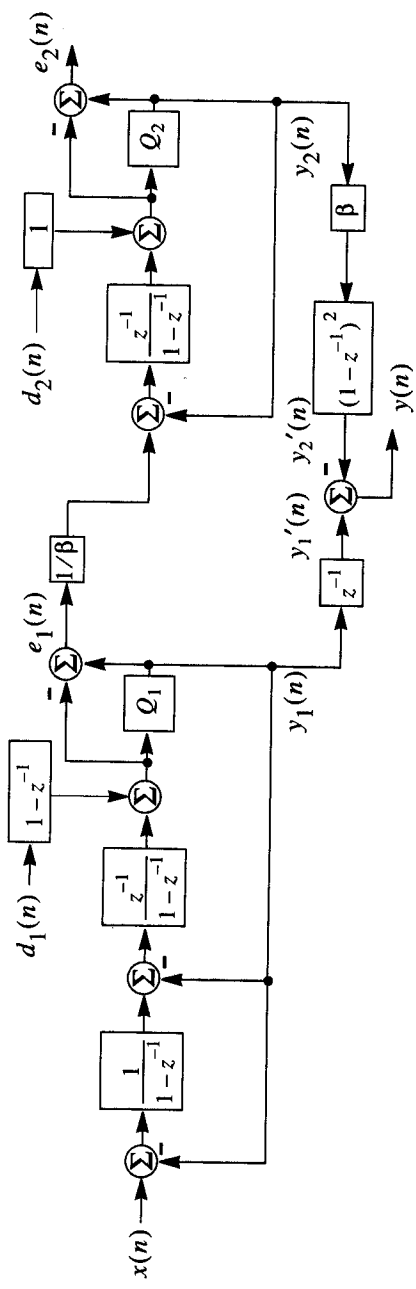 x(n)
Σ
−
1
1 − z⁻¹
Σ
−
z⁻¹
1 − z⁻¹
d₁(n)
1 − z⁻¹
Σ
Q₁
−
Σ
e₁(n)
1/β
y₁(n)
Σ
−
z⁻¹
1 − z⁻¹
d₂(n)
1
Σ
Q₂
−
Σ
e₂(n)
y₂(n)
β
(1 − z⁻¹)²
y₂′(n)
z⁻¹
y₁′(n)
Σ
−
y(n)